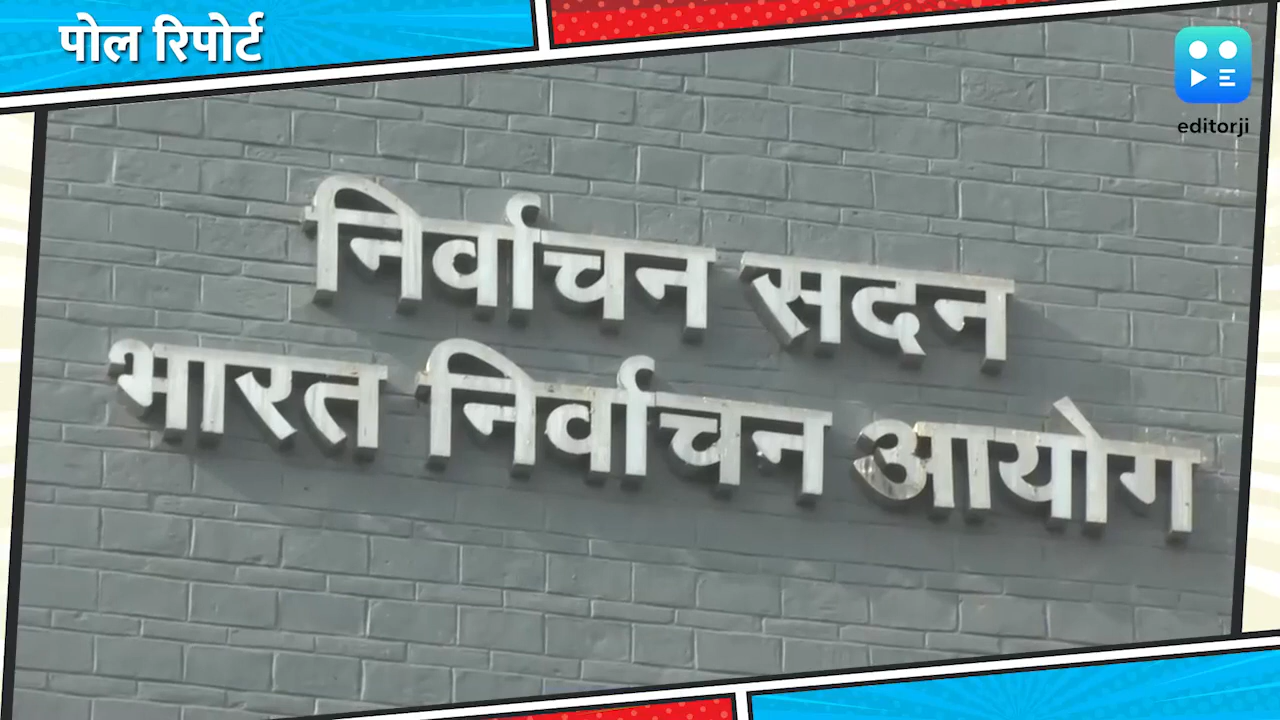 पोल रिपोर्ट
editorji
निर्वाचन सदन
भारत निर्वाचन आयोग